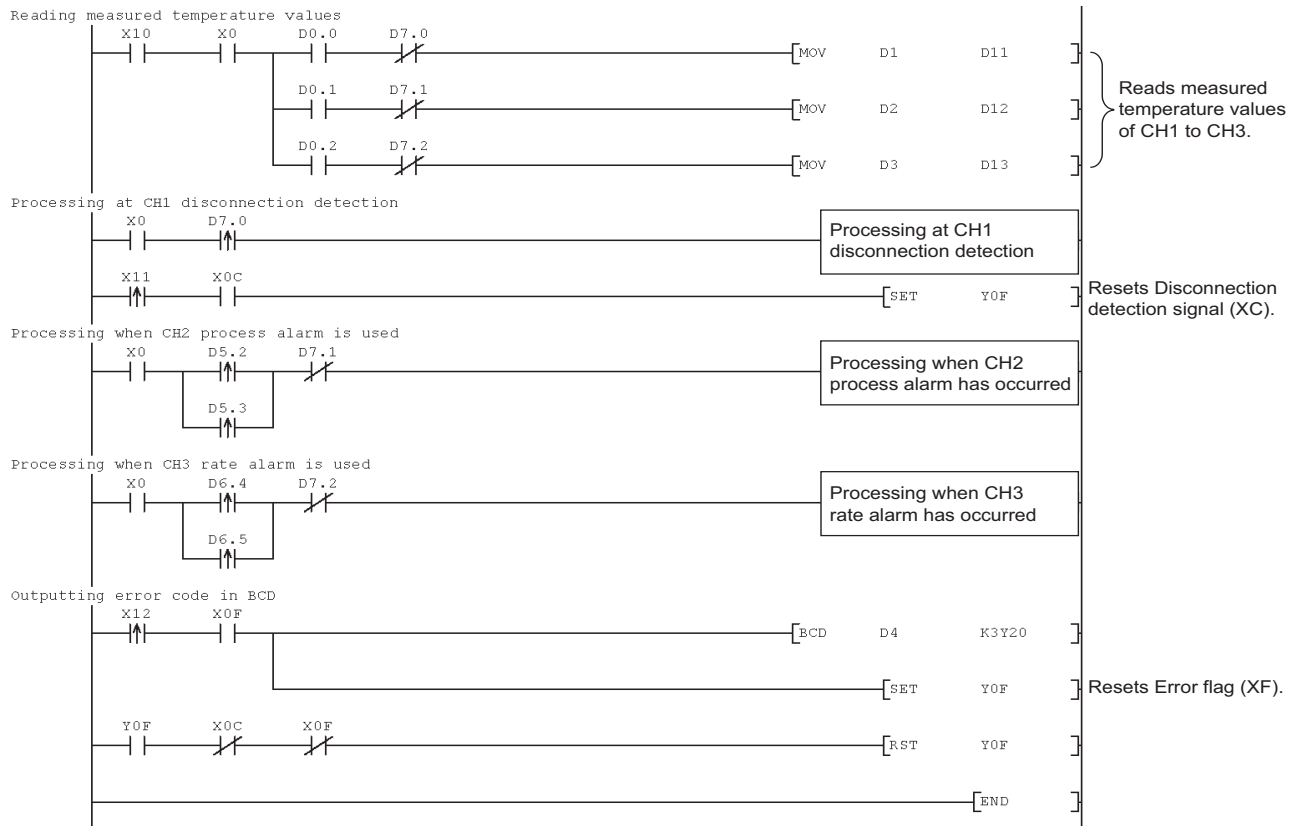 Reading measured temperature values
X10 X0 D0.0 D7.0
[MOV D1 D11 ]
D0.1 D7.1
[MOV D2 D12 ]
D0.2 D7.2
[MOV D3 D13 ]
Reads measured
temperature values
of CH1 to CH3.
Processing at CH1 disconnection detection
X0 D7.0
Processing at CH1
disconnection detection
X11 X0C
[SET Y0F ]
Resets Disconnection
detection signal (XC).
Processing when CH2 process alarm is used
X0 D5.2 D7.1
Processing when CH2
process alarm has occurred
D5.3
Processing when CH3 rate alarm is used
X0 D6.4 D7.2
Processing when CH3
rate alarm has occurred
D6.5
Outputting error code in BCD
X12 X0F
[BCD D4 K3Y20 ]
[SET Y0F ]
Resets Error flag (XF).
Y0F X0C X0F
[RST Y0F ]
[END ]